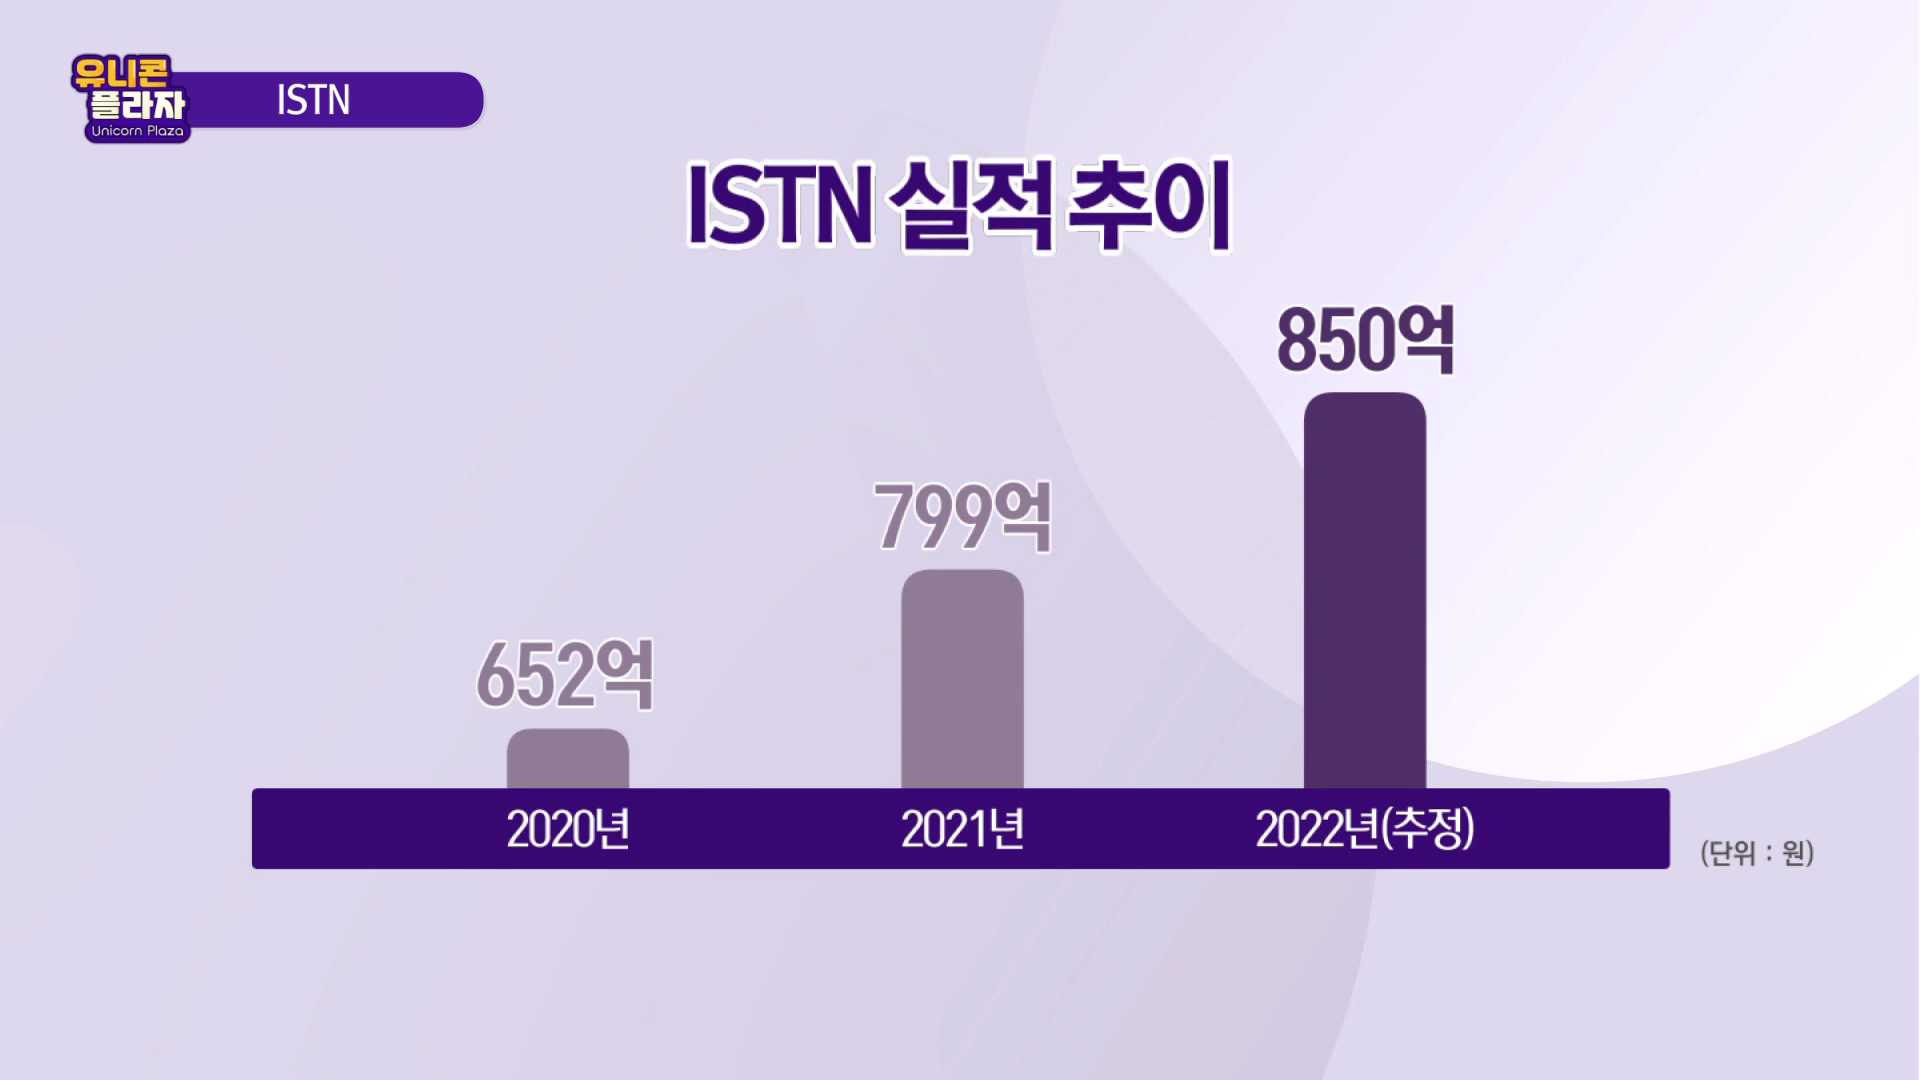 유니콘
플라자
Unicorn Plaza
ISTN
ISTN 실적 추이
652억
799억
850억
2020년
2021년
2022년(추정)
(단위 : 원)